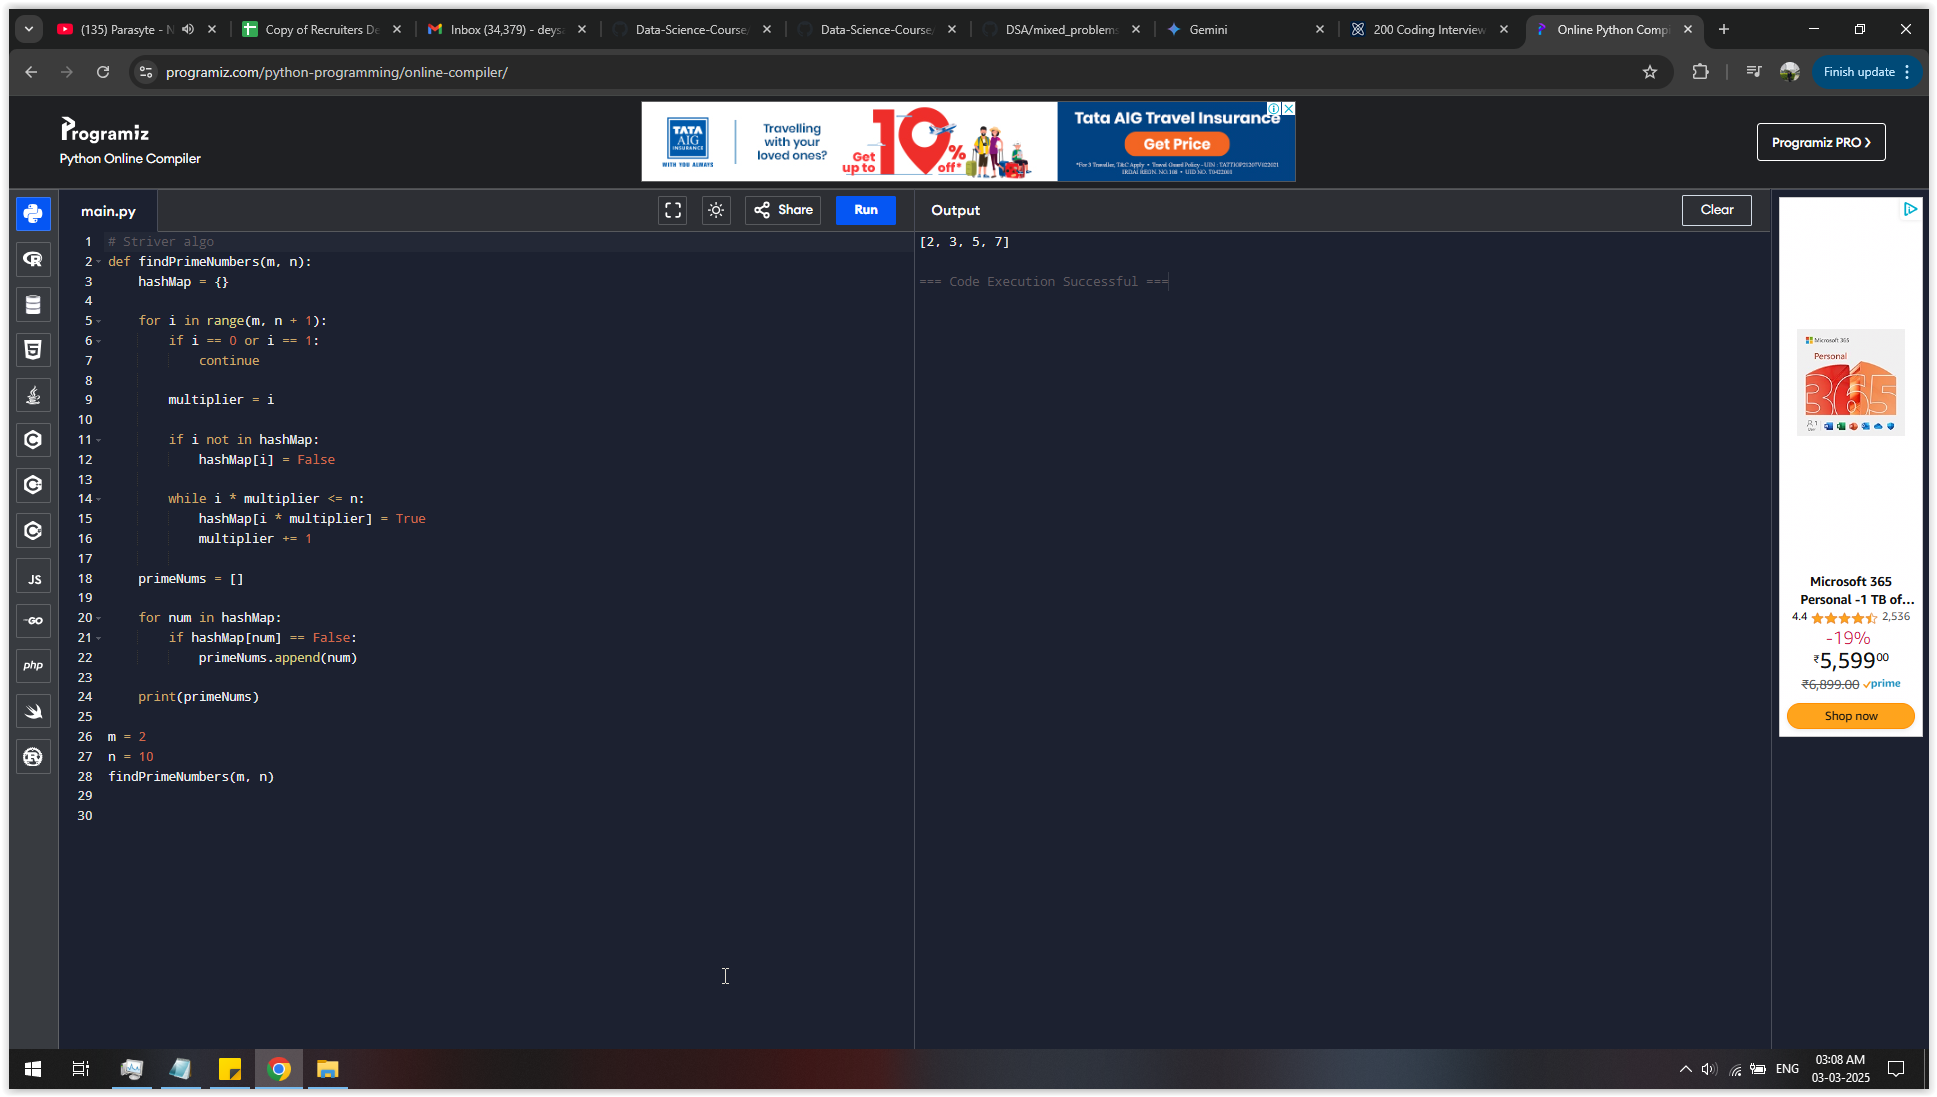 (135) Parasyte - N
Copy of Recruiters De
Inbox (34,379) - deys
Data-Science-Course
Data-Science-Course
DSA/mixed_problems
Gemini
200 Coding Interview
Online Python Compi
programiz.com/python-programming/online-compiler/
Finish update
Programiz
Python Online Compiler
TATA
AIG
INSURANCE
WITH YOU ALWAYS
Travelling
with your
loved ones?
Get
up to
10%
off*
Tata AIG Travel Insurance
Get Price
Programiz PRO >
main.py
Share
Run
Output
Clear
1 # Striver algo
2 def findPrimeNumbers(m, n):
3 hashMap = {}
4
5 for i in range(m, n + 1):
6 if i == 0 or i == 1:
7 continue
8
9 multiplier = i
10
11 if i not in hashMap:
12 hashMap[i] = False
13
14 while i * multiplier <= n:
15 hashMap[i * multiplier] = True
16 multiplier += 1
17
18 primeNums = []
19
20 for num in hashMap:
21 if hashMap[num] == False:
22 primeNums.append(num)
23
24 print(primeNums)
25
26 m = 2
27 n = 10
28 findPrimeNumbers(m, n)
29
30
[2, 3, 5, 7]
=== Code Execution Successful ===
JS
GO
php
Microsoft 365
Personal
365
Microsoft 365
Personal -1 TB of...
4.4 2,536
-19%
₹5,599.00
₹6,899.00 prime
Shop now
ENG
03:08 AM
03-03-2025